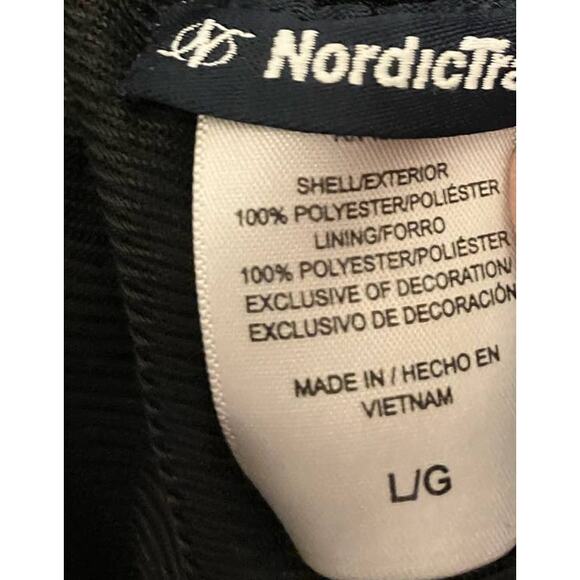 NordicTra
SHELL/EXTERIOR
100% POLYESTER/POLIÉSTER
LINING/FORRO
100% POLYESTER/POLIÉSTER
EXCLUSIVE OF DECORATION/
EXCLUSIVO DE DECORACIÓN
MADE IN / HECHO EN
VIETNAM
L/G